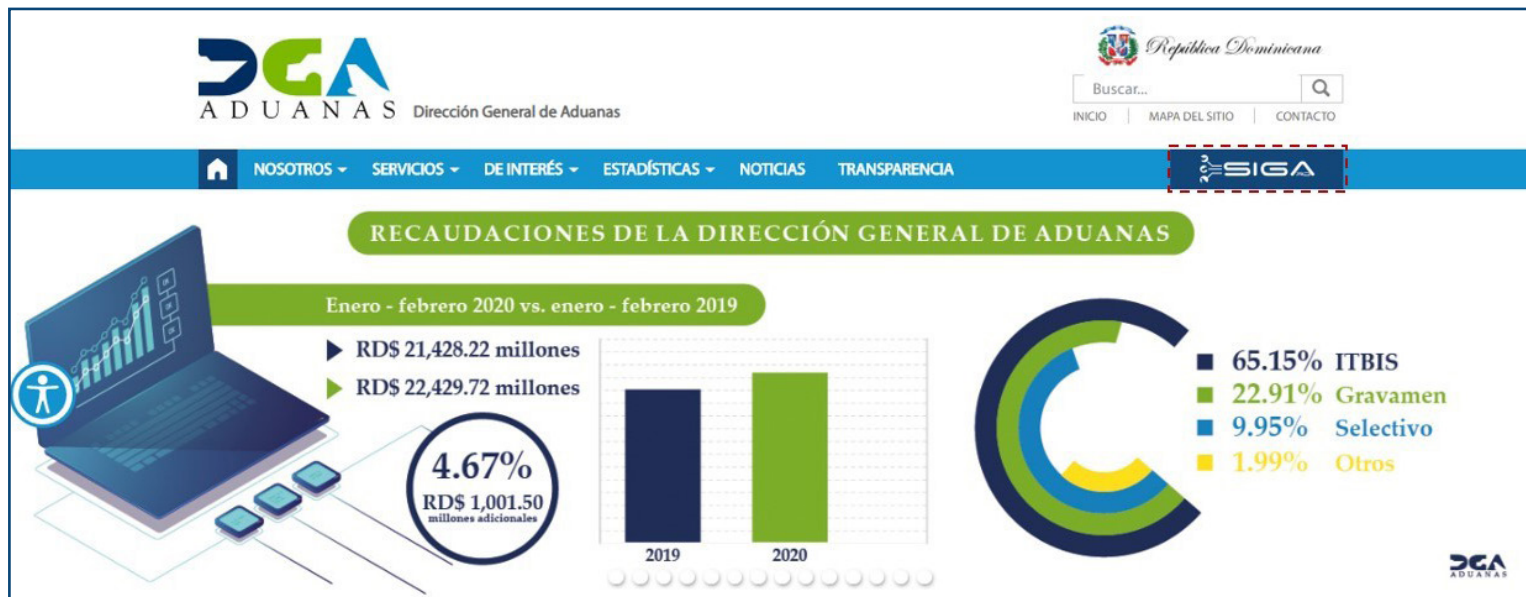 DGA
ADUANAS
Dirección General de Aduanas
República Dominicana
Buscar...
INICIO
MAPA DEL SITIO
CONTACTO
NOSOTROS
SERVICIOS
DE INTERÉS
ESTADÍSTICAS
NOTICIAS
TRANSPARENCIA
SIGA
RECAUDACIONES DE LA DIRECCIÓN GENERAL DE ADUANAS
Enero - febrero 2020 vs. enero - febrero 2019
RD$ 21,428.22 millones
RD$ 22,429.72 millones
4.67%
RD$ 1,001.50
millones adicionales
2019
2020
65.15% ITBIS
22.91% Gravamen
9.95% Selectivo
1.99% Otros
DGA
ADUANAS